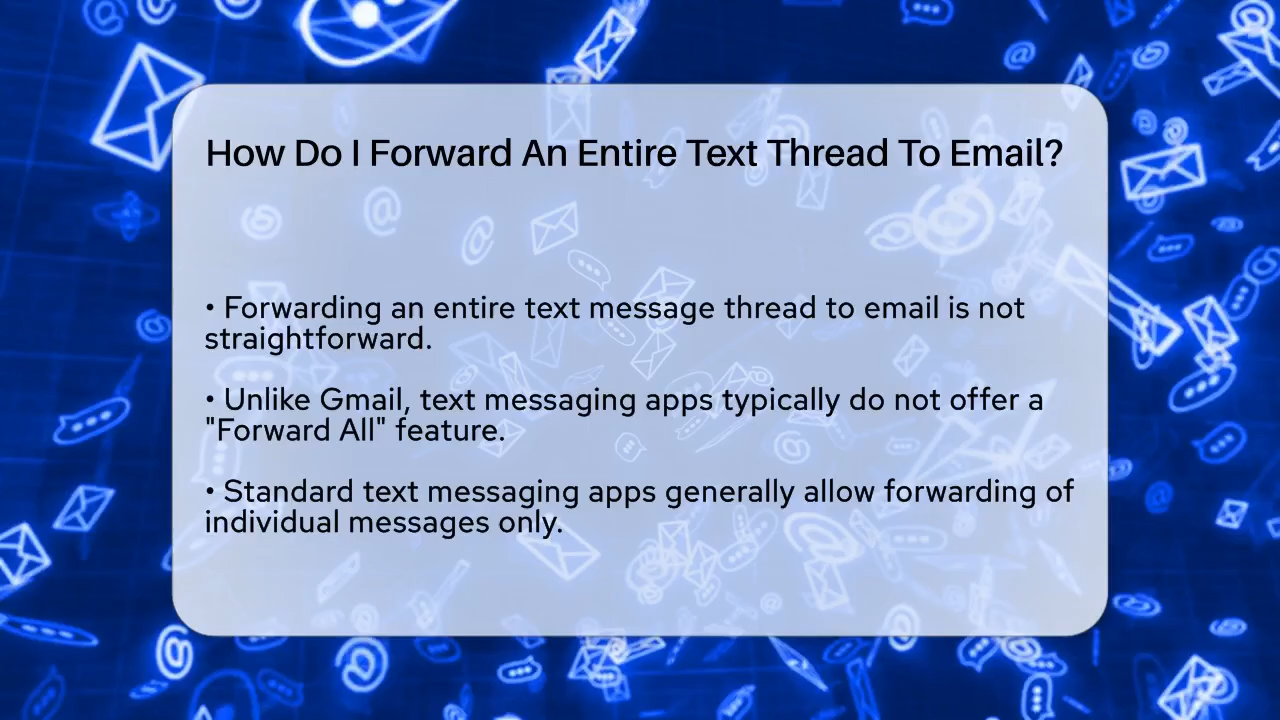 How Do I Forward An Entire Text Thread To Email?
• Forwarding an entire text message thread to email is not
straightforward.
• Unlike Gmail, text messaging apps typically do not offer a
"Forward All" feature.
• Standard text messaging apps generally allow forwarding of
individual messages only.